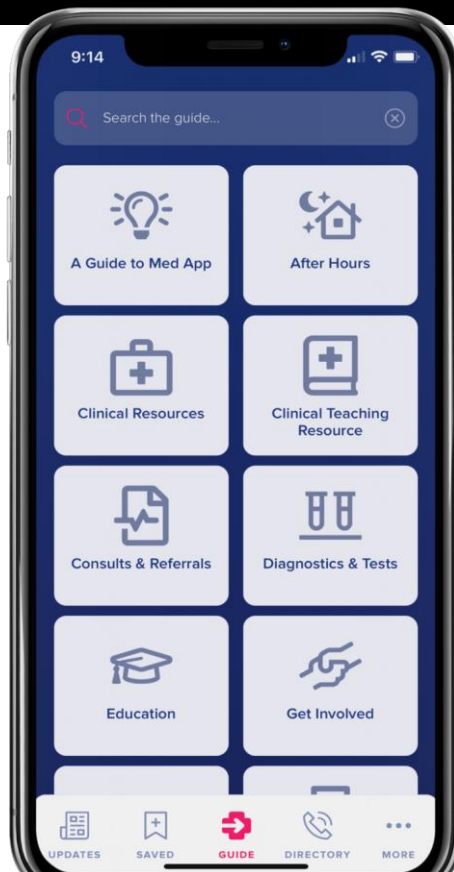 9:14
Search the guide...
A Guide to Med App
After Hours
Clinical Resources
Clinical Teaching
Resource
Consults & Referrals
Diagnostics & Tests
Education
Get Involved
UPDATES
SAVED
GUIDE
DIRECTORY
MORE